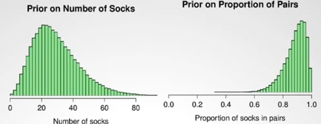 Prior on Number of Socks
Prior on Proportion of Pairs
0 20 40 60 80
0.0 0.2 0.4 0.6 0.8 1.0
Number of socks
Proportion of socks in pairs